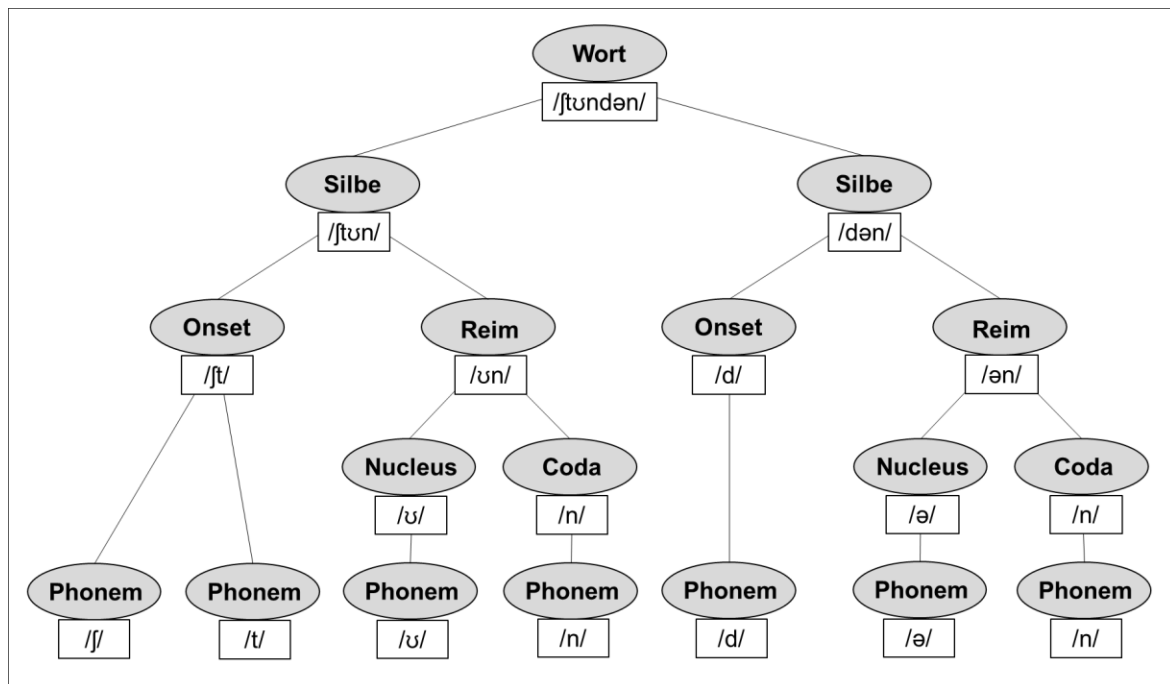 Wort
/ʃtʊndən/
Silbe Silbe
/ʃtʊn/ /dən/
Onset Reim Onset Reim
/ʃt/ /ʊn/ /d/ /ən/
Nucleus Coda Nucleus Coda
/ʊ/ /n/ /ə/ /n/
Phonem Phonem Phonem Phonem Phonem Phonem Phonem
/ʃ/ /t/ /ʊ/ /n/ /d/ /ə/ /n/